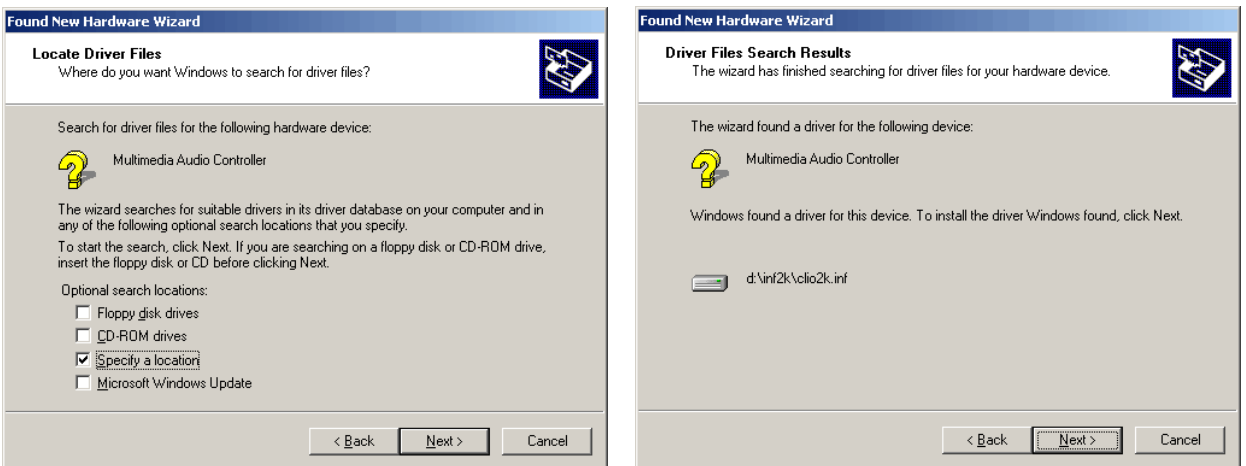 Found New Hardware Wizard
Locate Driver Files
Where do you want Windows to search for driver files?
Search for driver files for the following hardware device:
Multimedia Audio Controller
The wizard searches for suitable drivers in its driver database on your computer and in
any of the following optional search locations that you specify.
To start the search, click Next. If you are searching on a floppy disk or CD-ROM drive,
insert the floppy disk or CD before clicking Next.
Optional search locations:
Floppy disk drives
CD-ROM drives
Specify a location
Microsoft Windows Update
< Back
Next >
Cancel
Found New Hardware Wizard
Driver Files Search Results
The wizard has finished searching for driver files for your hardware device.
The wizard found a driver for the following device:
Multimedia Audio Controller
Windows found a driver for this device. To install the driver Windows found, click Next.
d:\inf2k\clio2k.inf
< Back
Next >
Cancel